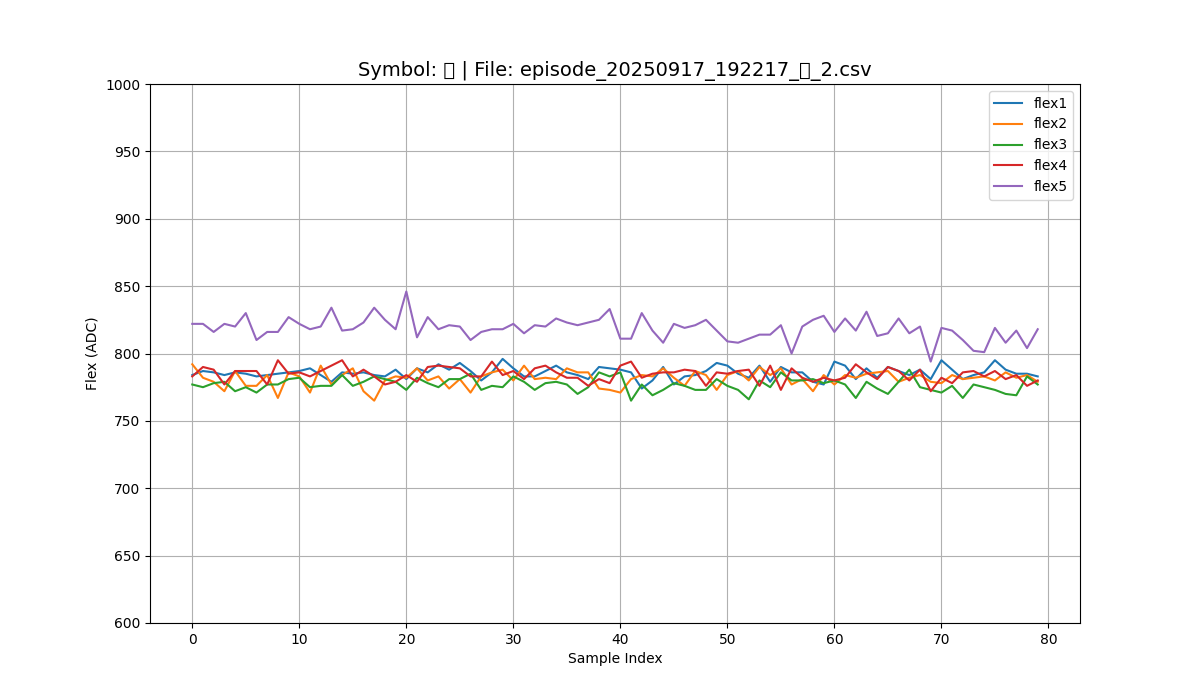 Symbol: ▯ | File: episode_20250917_192217_▯_2.csv
1000
950
900
850
800
750
700
650
600
Flex (ADC)
0 10 20 30 40 50 60 70 80
Sample Index
flex1
flex2
flex3
flex4
flex5